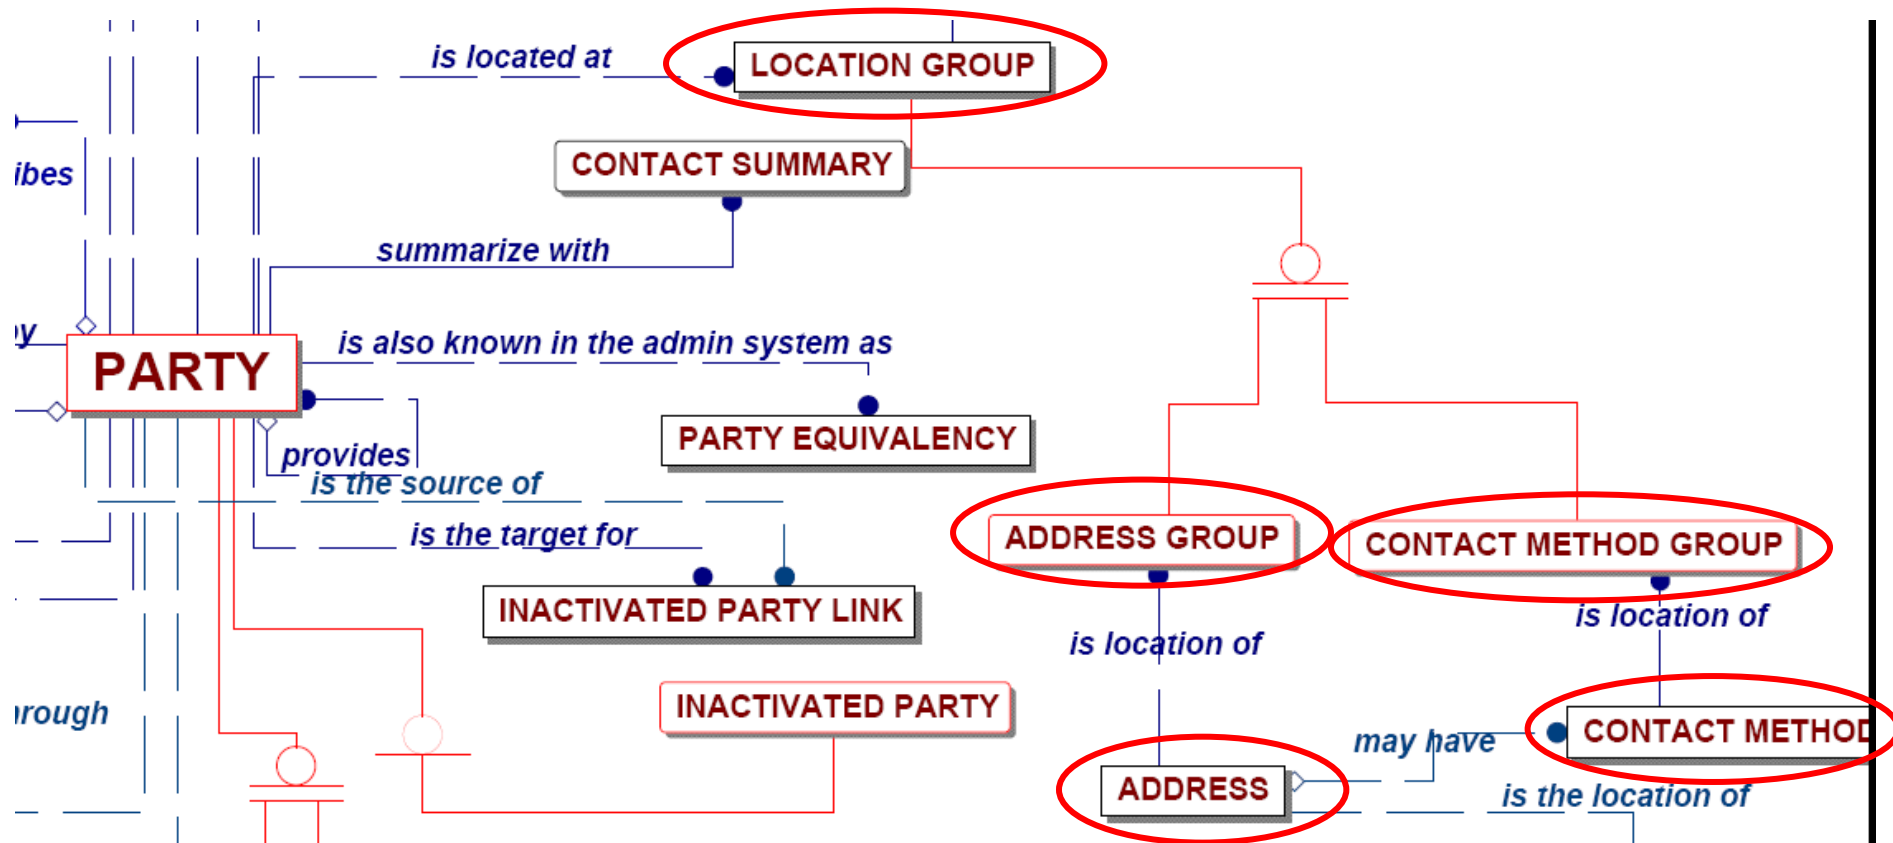 is located at
LOCATION GROUP
CONTACT SUMMARY
ibes
summarize with
is also known in the admin system as
PARTY
PARTY EQUIVALENCY
provides
is the source of
is the target for
ADDRESS GROUP
CONTACT METHOD GROUP
INACTIVATED PARTY LINK
is location of
is location of
INACTIVATED PARTY
rough
may have
CONTACT METHOD
ADDRESS
is the location of